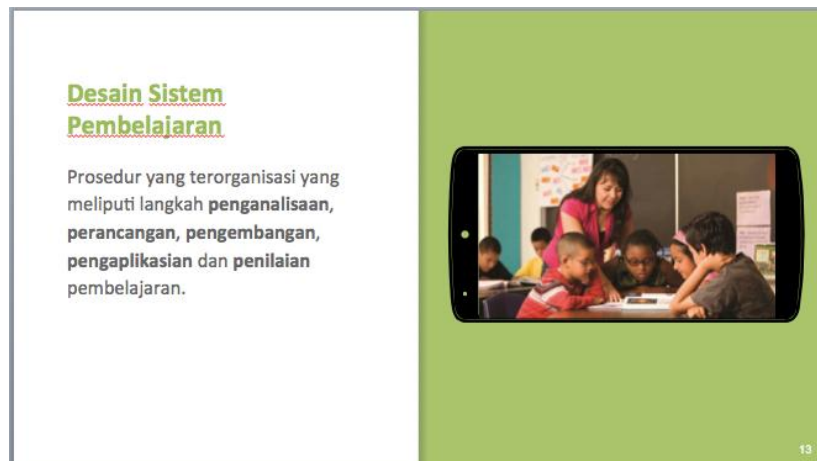 Desain Sistem
Pembelajaran
Prosedur yang terorganisasi yang
meliputi langkah penganalisaan,
perancangan, pengembangan,
pengaplikasian dan penilaian
pembelajaran.
13